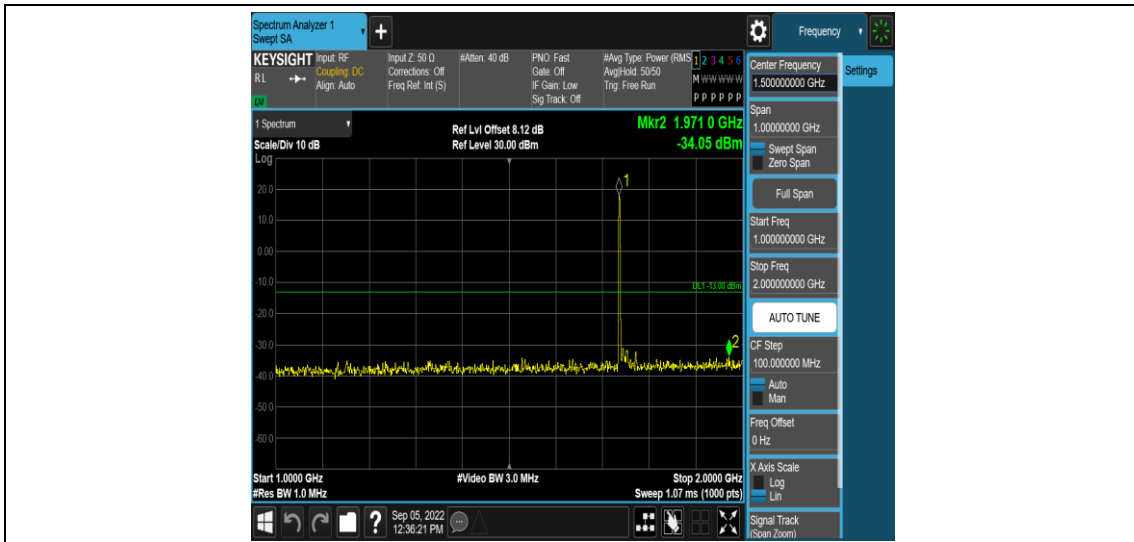 Spectrum Analyzer 1
Swept SA
+
Frequency
KEYSIGHT
RL
LXI
Input: RF
Coupling: DC
Align: Auto
Input Z: 50 Ω
Corrections: Off
Freq Ref: Int (S)
#Atten: 40 dB
PNO: Fast
Gate: Off
IF Gain: Low
Sig Track: Off
#Avg Type: Power (RMS
Avg|Hold: 50/50
Trig: Free Run
1 2 3 4 5 6
M W W W W W
P P P P P P
1 Spectrum
Scale/Div 10 dB
Log
Ref Lvl Offset 8.12 dB
Ref Level 30.00 dBm
Mkr2 1.971 0 GHz
-34.05 dBm
1
20.0
10.0
0.00
-10.0
DL1 -13.00 dBm
-20.0
-30.0
2
-40.0
-50.0
-60.0
Start 1.0000 GHz
#Res BW 1.0 MHz
#Video BW 3.0 MHz
Stop 2.0000 GHz
Sweep 1.07 ms (1000 pts)
Center Frequency
1.500000000 GHz
Settings
Span
1.00000000 GHz
Swept Span
Zero Span
Full Span
Start Freq
1.000000000 GHz
Stop Freq
2.000000000 GHz
AUTO TUNE
CF Step
100.000000 MHz
Auto
Man
Freq Offset
0 Hz
X Axis Scale
Log
Lin
Signal Track
(Span Zoom)
?
Sep 05, 2022
12:36:21 PM